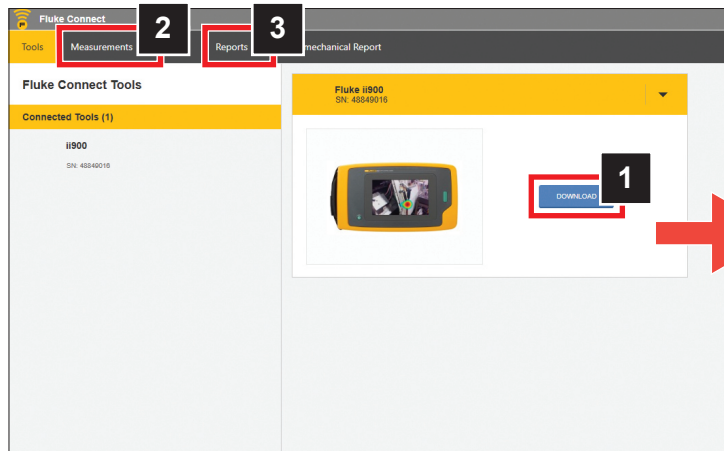 Fluke Connect
2
3
Tools
Measurements
Reports
mechanical Report
Fluke Connect Tools
Connected Tools (1)
ii900
SN: 48849016
Fluke ii900
SN: 48849016
DOWNLOAD
1